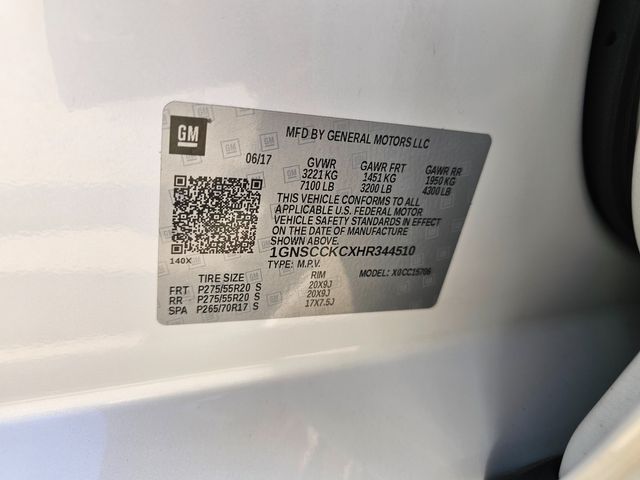 GM
MFD BY GENERAL MOTORS LLC
06/17 GVWR GAWR FRT GAWR RR
3221 KG 1451 KG 1950 KG
7100 LB 3200 LB 4300 LB
THIS VEHICLE CONFORMS TO ALL
APPLICABLE U.S. FEDERAL MOTOR
VEHICLE SAFETY STANDARDS IN EFFECT
ON THE DATE OF MANUFACTURE
SHOWN ABOVE.
140X 1GNSCCKCXHR344510
TYPE: M.P.V. MODEL: X0CC15706
TIRE SIZE RIM
FRT P275/55R20 S 20X9J
RR P275/55R20 S 20X9J
SPA P265/70R17 S 17X7.5J